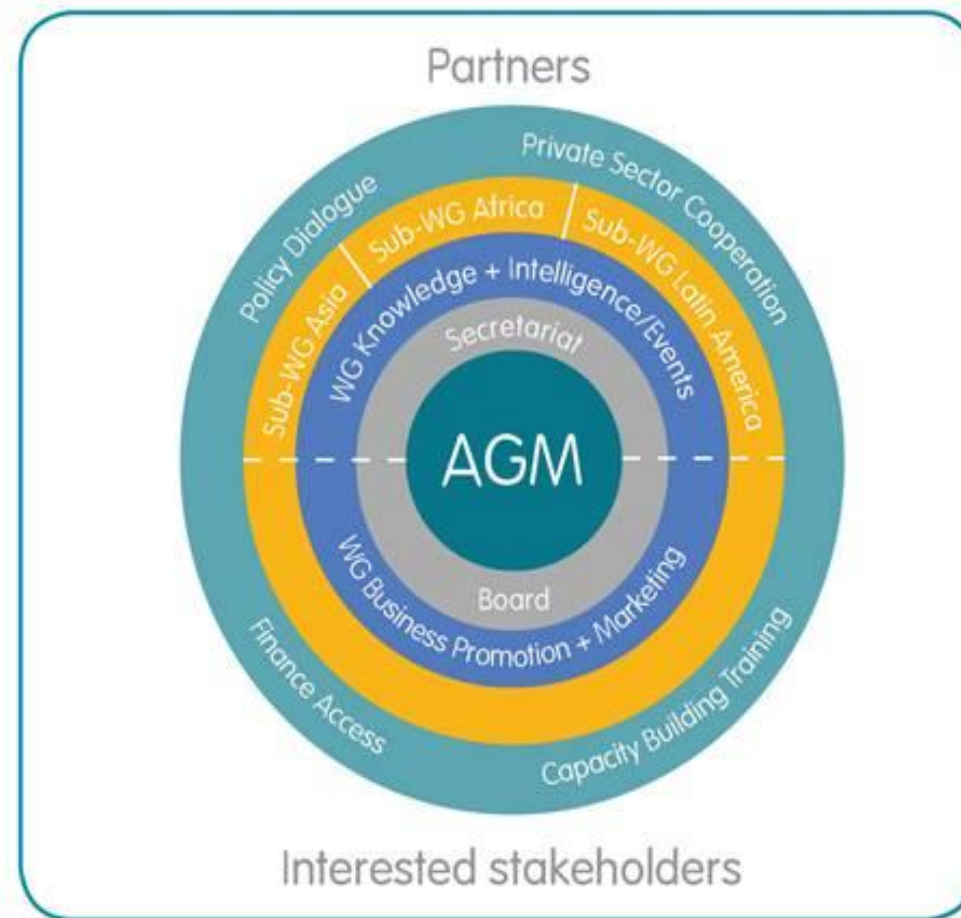 Partners
Policy Dialogue
Private Sector Cooperation
Sub-WG Asia
Sub-WG Africa
Sub-WG Latin America
WG Knowledge + Intelligence/Events
Secretariat
AGM
Board
WG Business Promotion + Marketing
Finance Access
Capacity Building Training
Interested stakeholders